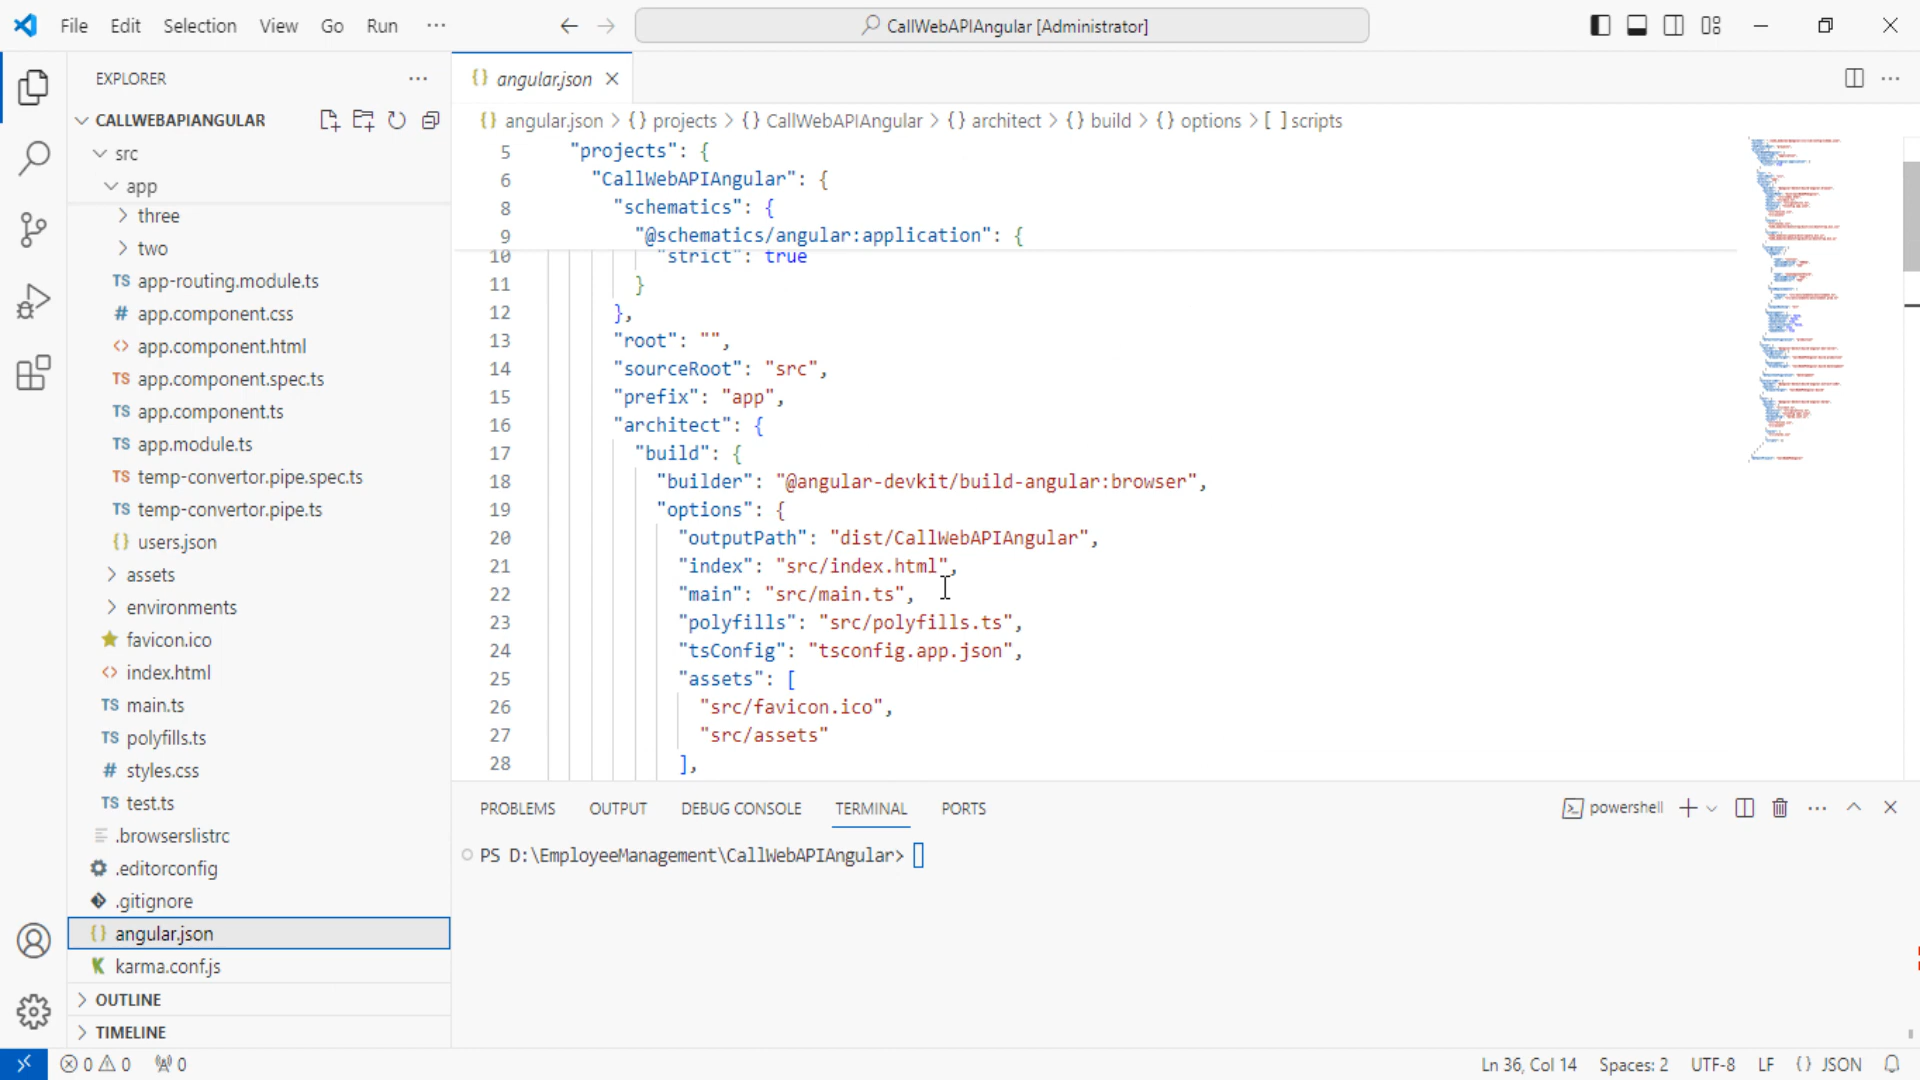 File Edit Selection View Go Run ···
CallWebAPIAngular [Administrator]
EXPLORER
CALLWEBAPIANGULAR
src
app
three
two
TS app-routing.module.ts
# app.component.css
<> app.component.html
TS app.component.spec.ts
TS app.component.ts
TS app.module.ts
TS temp-convertor.pipe.spec.ts
TS temp-convertor.pipe.ts
{} users.json
assets
environments
favicon.ico
<> index.html
TS main.ts
TS polyfills.ts
# styles.css
TS test.ts
.browserslistrc
.editorconfig
.gitignore
{} angular.json
K karma.conf.js
OUTLINE
TIMELINE
{} angular.json
{} angular.json > {} projects > {} CallWebAPIAngular > {} architect > {} build > {} options > [ ] scripts
5 "projects": {
6 "CallWebAPIAngular": {
8 "schematics": {
9 "@schematics/angular:application": {
10 "strict": true
11 }
12 },
13 "root": "",
14 "sourceRoot": "src",
15 "prefix": "app",
16 "architect": {
17 "build": {
18 "builder": "@angular-devkit/build-angular:browser",
19 "options": {
20 "outputPath": "dist/CallWebAPIAngular",
21 "index": "src/index.html",
22 "main": "src/main.ts",
23 "polyfills": "src/polyfills.ts",
24 "tsConfig": "tsconfig.app.json",
25 "assets": [
26 "src/favicon.ico",
27 "src/assets"
28 ],
PROBLEMS OUTPUT DEBUG CONSOLE TERMINAL PORTS
powershell
PS D:\EmployeeManagement\CallWebAPIAngular>
0 0 0
Ln 36, Col 14 Spaces: 2 UTF-8 LF {} JSON